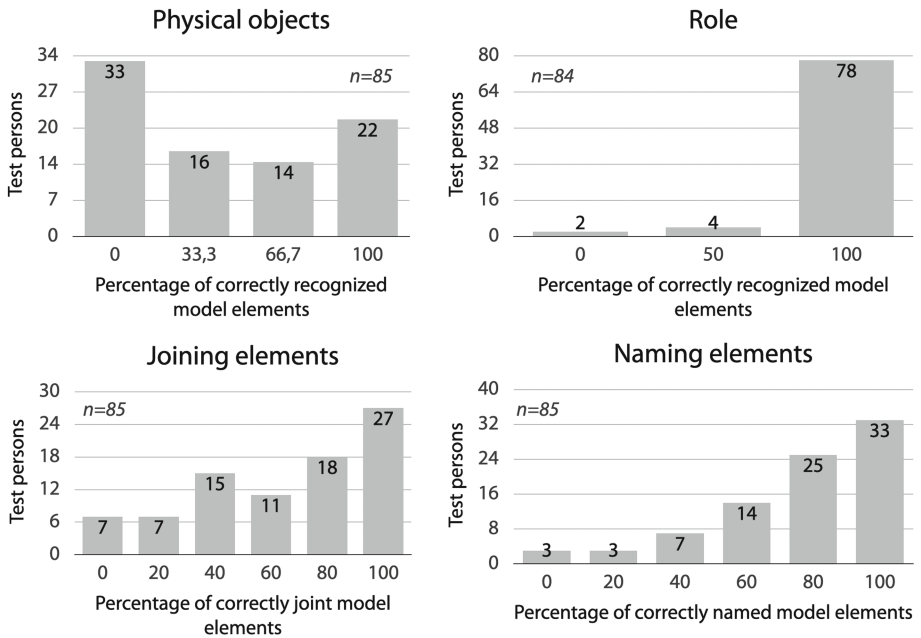 Physical objects
34
27
20
14
7
0
Test persons
n=85
33
16
14
22
0 33,3 66,7 100
Percentage of correctly recognized
model elements
Role
80
64
48
32
16
0
Test persons
n=84
2
4
78
0 50 100
Percentage of correctly recognized model
elements
Joining elements
30
24
18
12
6
0
Test persons
n=85
7
7
15
11
18
27
0 20 40 60 80 100
Percentage of correctly joint model
elements
Naming elements
40
32
24
16
8
0
Test persons
n=85
3
3
7
14
25
33
0 20 40 60 80 100
Percentage of correctly named model elements